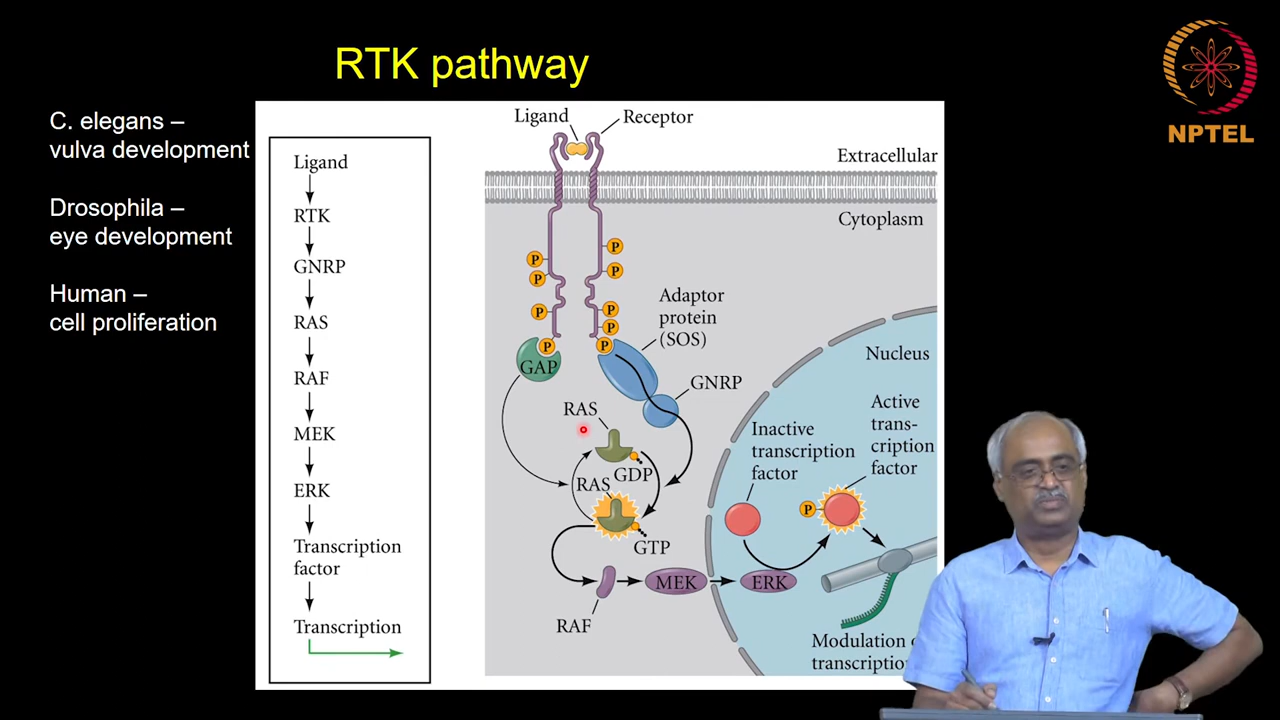 RTK pathway
NPTEL
C. elegans –
vulva development
Drosophila –
eye development
Human –
cell proliferation
Ligand
RTK
GNRP
RAS
RAF
MEK
ERK
Transcription
factor
Transcription
Ligand
Receptor
Extracellular
Cytoplasm
P
P
P
P
P
P
P
P
P
Adaptor
protein
(SOS)
GAP
GNRP
RAS
GDP
RAS
GTP
RAF
MEK
ERK
Nucleus
Inactive
transcription
factor
Active
trans-
cription
factor
P
Modulation
transcription